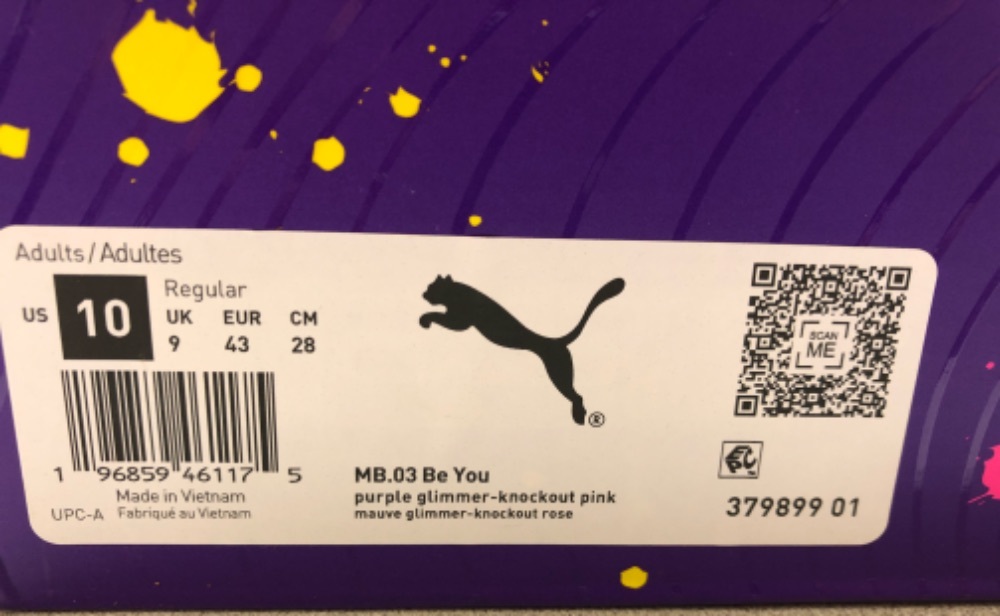 Adults/Adultes
US 10
Regular
UK EUR CM
9 43 28
1 96859 46117 5
Made in Vietnam
UPC-A Fabriqué au Vietnam
®
MB.03 Be You
purple glimmer-knockout pink
mauve glimmer-knockout rose
SCAN
ME
379899 01